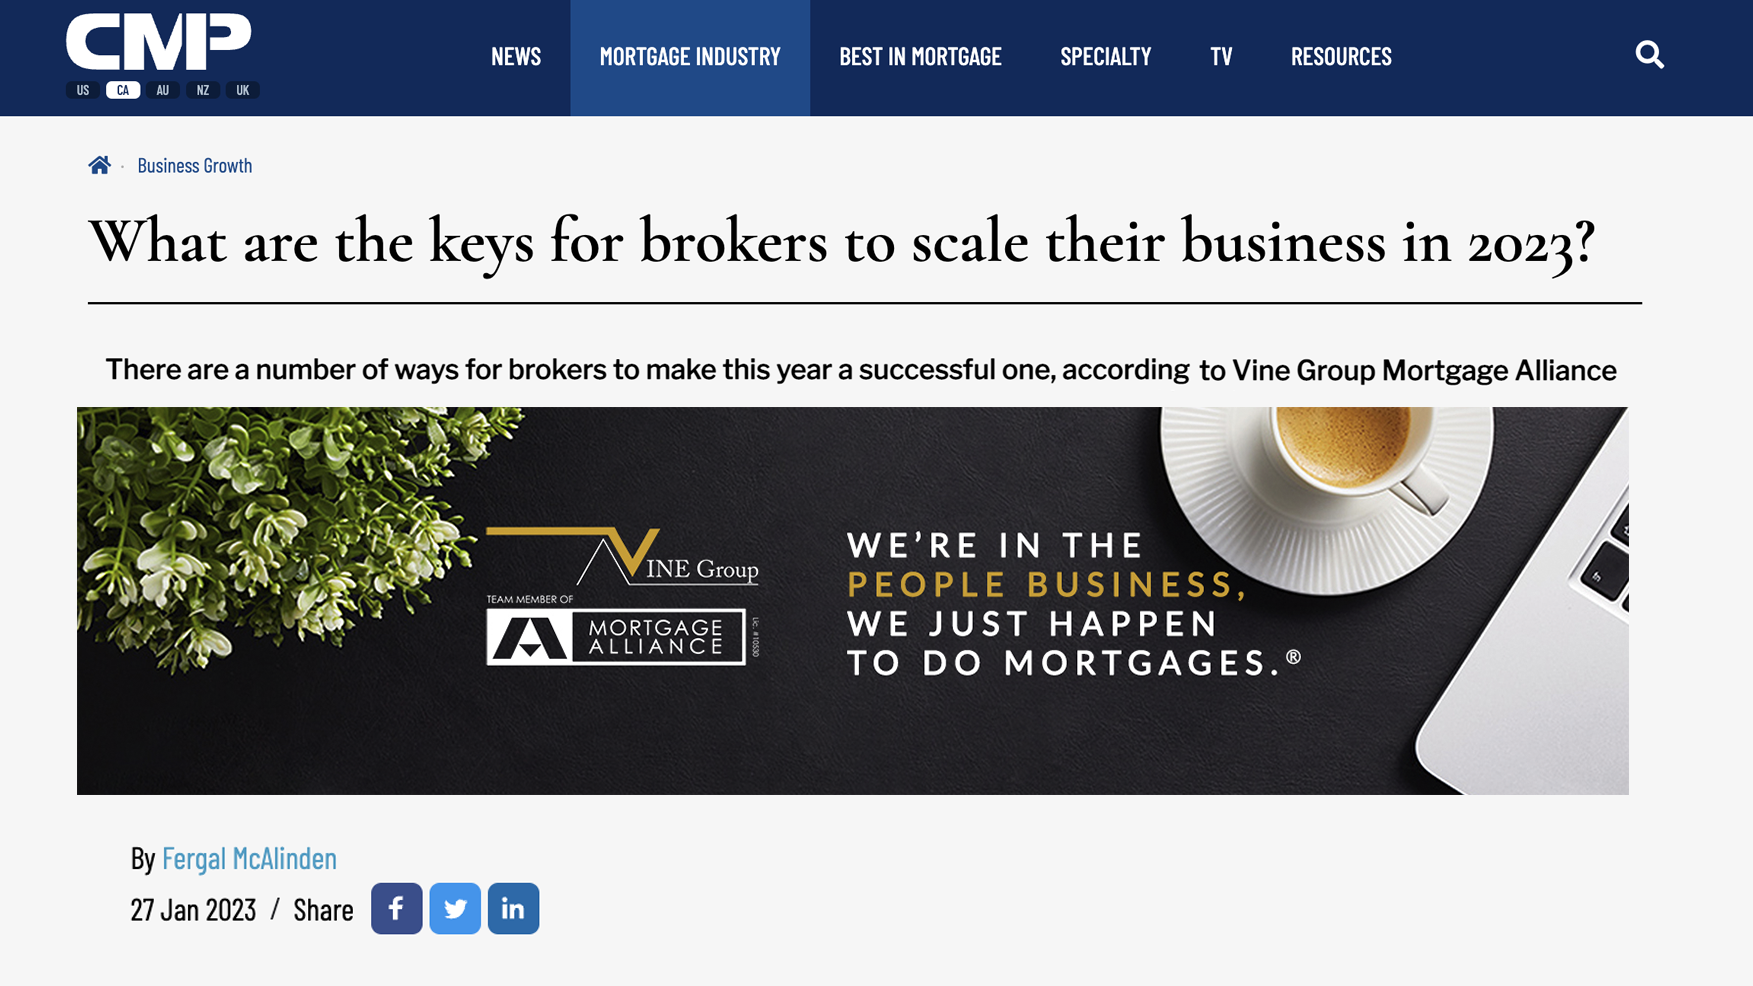 CMP
US CA AU NZ UK
NEWS MORTGAGE INDUSTRY BEST IN MORTGAGE SPECIALTY TV RESOURCES
Business Growth
What are the keys for brokers to scale their business in 2023?
There are a number of ways for brokers to make this year a successful one, according to Vine Group Mortgage Alliance
VINE Group
TEAM MEMBER OF
MORTGAGE
ALLIANCE
Lic. #10530
WE’RE IN THE
PEOPLE BUSINESS,
WE JUST HAPPEN
TO DO MORTGAGES.®
fn
By Fergal McAlinden
27 Jan 2023 / Share